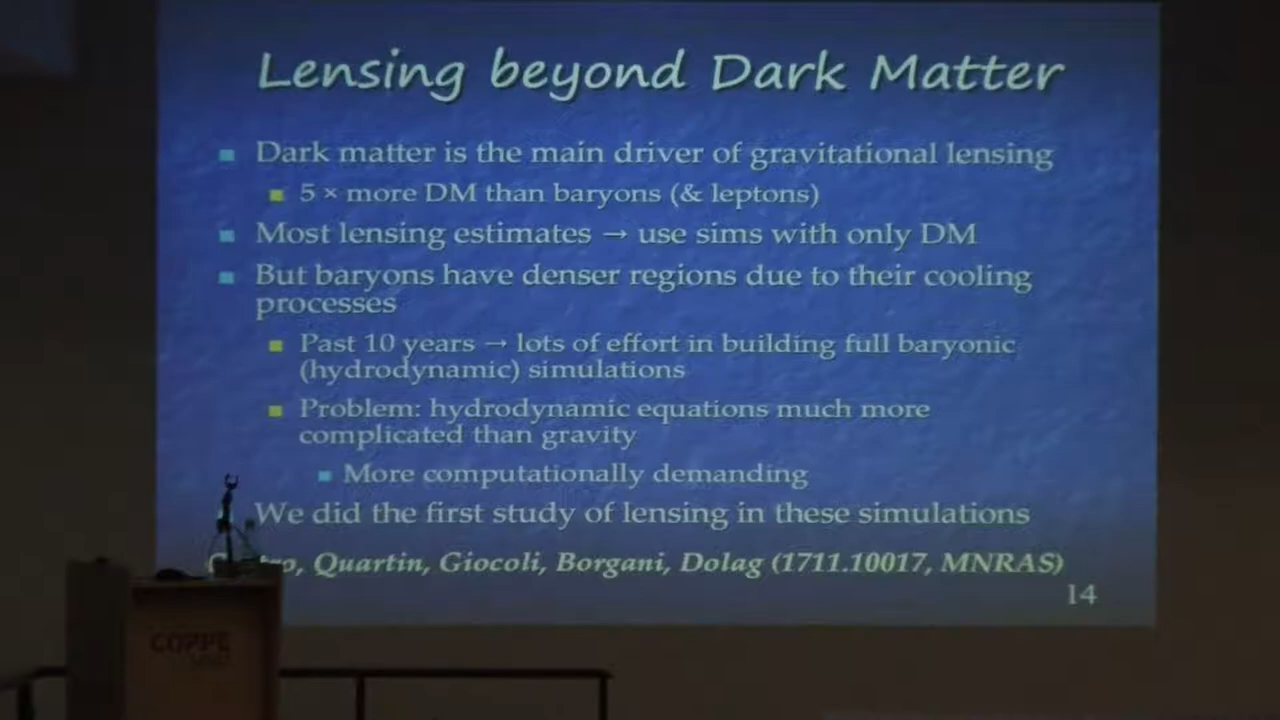 Lensing beyond Dark Matter
Dark matter is the main driver of gravitational lensing
5 × more DM than baryons (& leptons)
Most lensing estimates → use sims with only DM
But baryons have denser regions due to their cooling
processes
Past 10 years → lots of effort in building full baryonic
(hydrodynamic) simulations
Problem: hydrodynamic equations much more
complicated than gravity
More computationally demanding
We did the first study of lensing in these simulations
Quartin, Giocoli, Borgani, Dolag (1711.10017, MNRAS)
14
COPPE